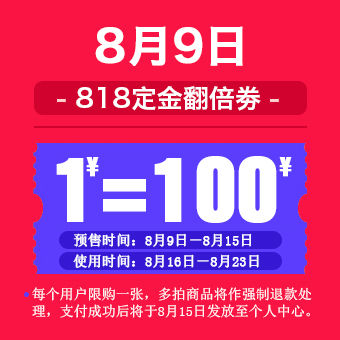 8月9日
- 818定金翻倍劵 -
1¥=100¥
预售时间：8月9日－8月15日
使用时间：8月16日－8月23日
每个用户限购一张，多拍商品将作强制退款处
理，支付成功后将于8月15日发放至个人中心。